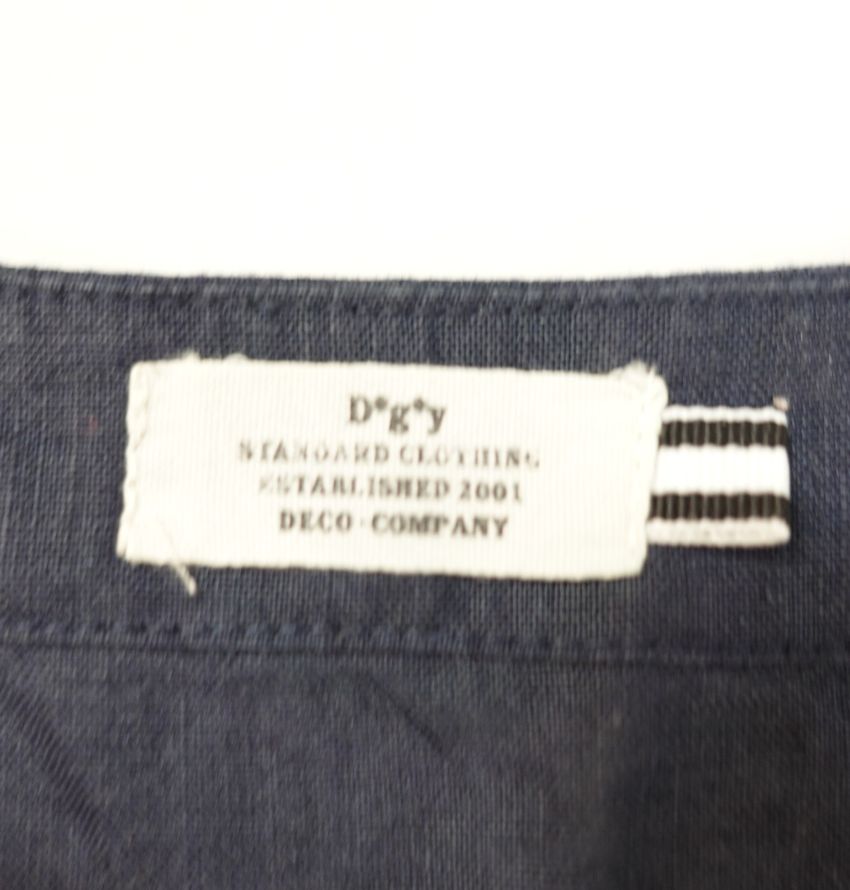 D*g*y
STANDARD CLOTHING
ESTABLISHED 2001
DECO·COMPANY